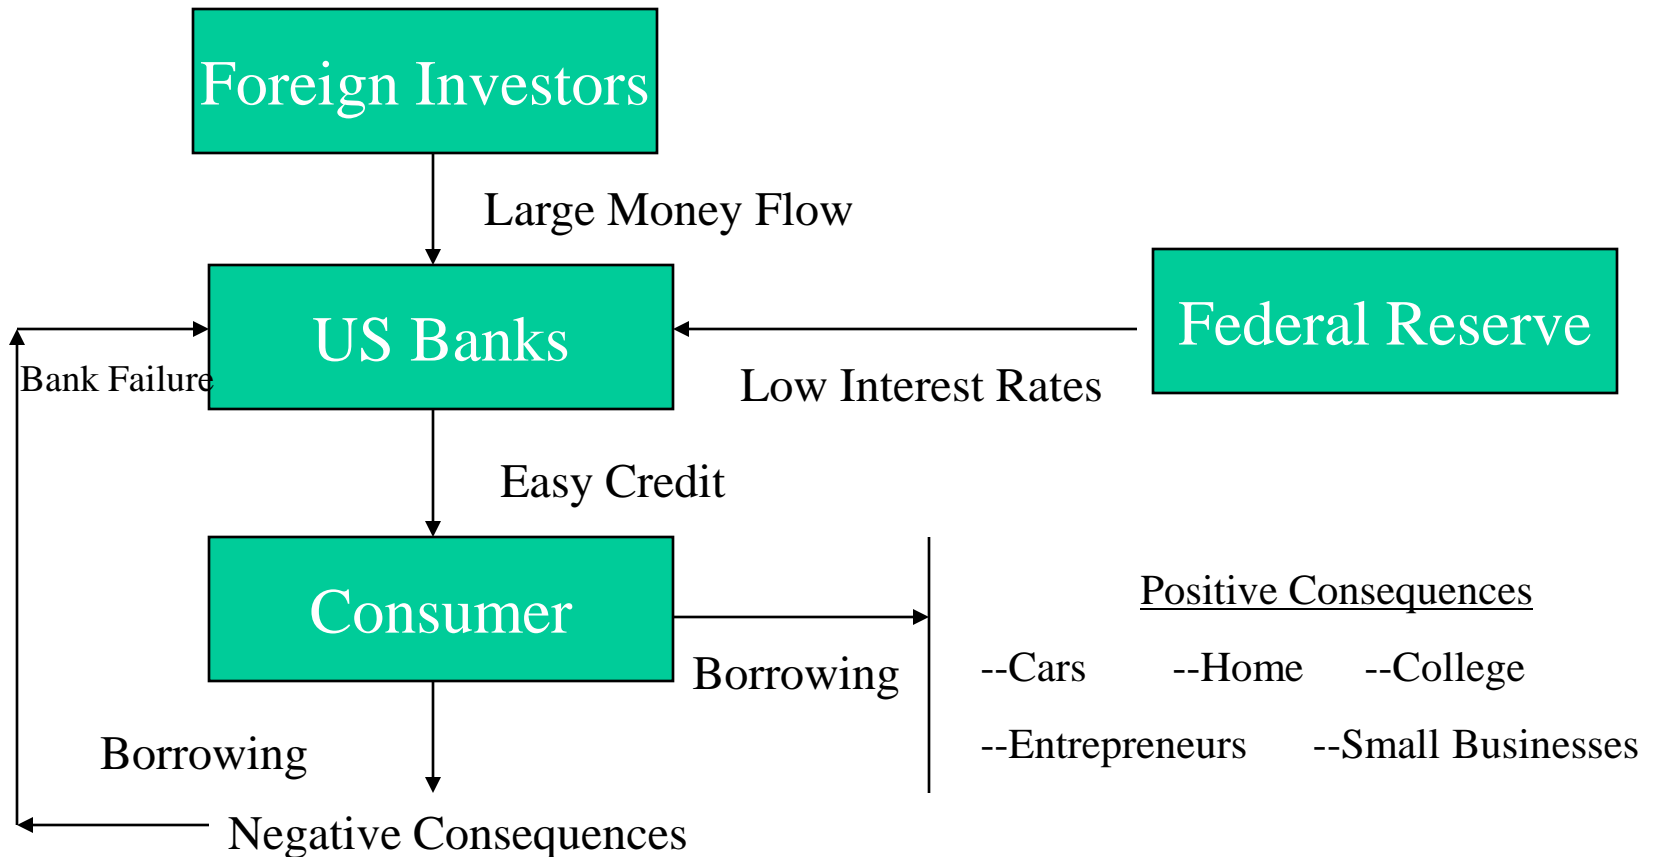 Foreign Investors
Large Money Flow
US Banks
Federal Reserve
Bank Failure
Low Interest Rates
Easy Credit
Consumer
Positive Consequences
Borrowing
--Cars --Home --College
--Entrepreneurs --Small Businesses
Borrowing
Negative Consequences